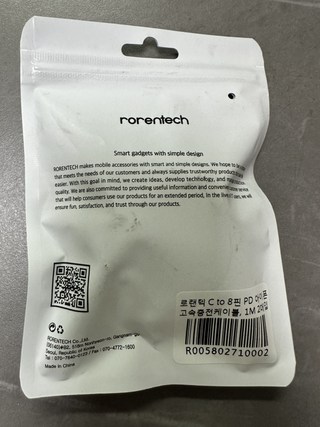 rorentech
Smart gadgets with simple design
RORENTECH makes mobile accessories with smart and simple designs. We hope to
that meets the needs of our customers and always supplies trustworthy
easier. With this goal in mind, we create ideas, develop technology, and
quality. We are also committed to providing useful information and convenient
that will help consumers use our products for an extended period. In the
ensure fun, satisfaction, and trust through our products.
RORENTECH Co.,Ltd.
Seoul, Republic of Korea
Made in China
로랜텍 C to 8핀 PD
고속충전케이블, 1M
R005802710002